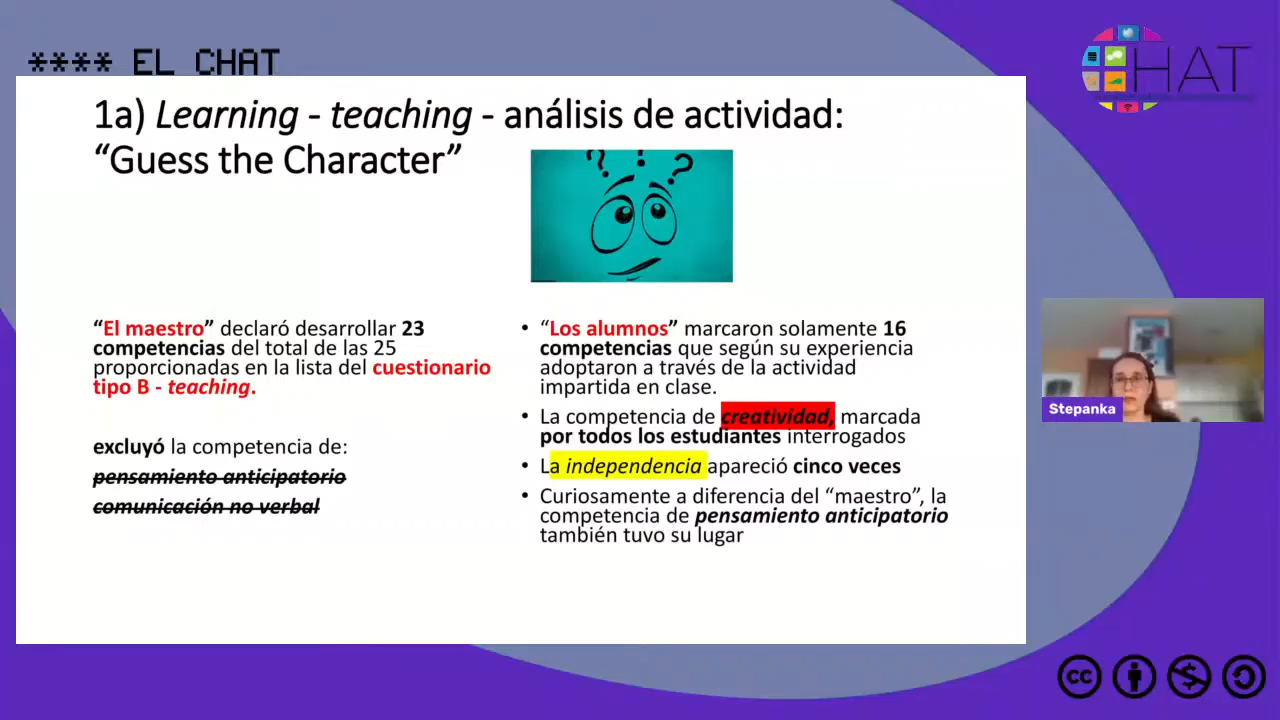 **** EL CHAT
HAT
1a) Learning - teaching - análisis de actividad:
“Guess the Character”
? ! ?
“El maestro” declaró desarrollar 23
competencias del total de las 25
proporcionadas en la lista del cuestionario
tipo B - teaching.
excluyó la competencia de:
pensamiento anticipatorio
comunicación no verbal
• “Los alumnos” marcaron solamente 16
competencias que según su experiencia
adoptaron a través de la actividad
impartida en clase.
• La competencia de creatividad, marcada
por todos los estudiantes interrogados
• La independencia apareció cinco veces
• Curiosamente a diferencia del “maestro”, la
competencia de pensamiento anticipatorio
también tuvo su lugar
Stepanka
cc